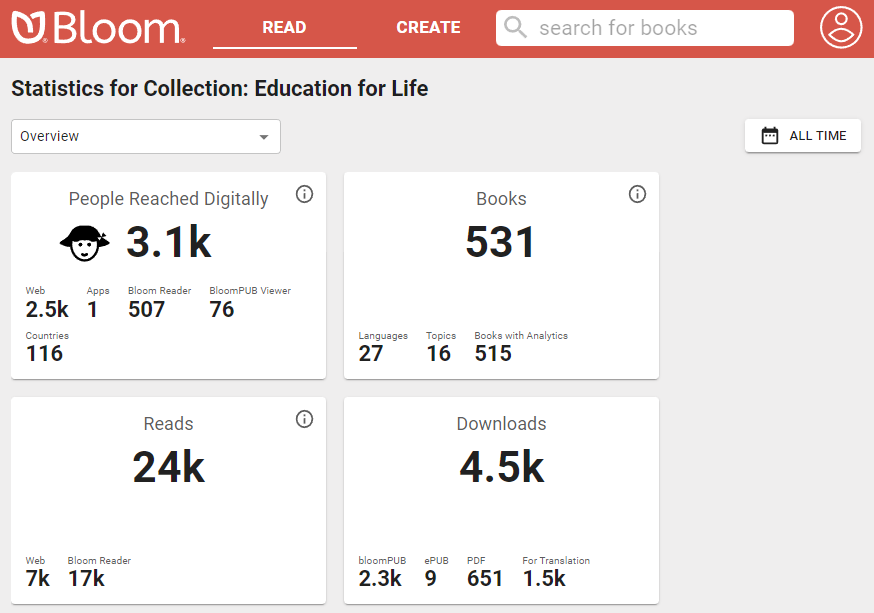 Bloom
READ
CREATE
search for books
Statistics for Collection: Education for Life
Overview
ALL TIME
People Reached Digitally
3.1k
Web Apps Bloom Reader BloomPUB Viewer
2.5k 1 507 76
Countries
116
Books
531
Languages Topics Books with Analytics
27 16 515
Reads
24k
Web Bloom Reader
7k 17k
Downloads
4.5k
bloomPUB ePUB PDF For Translation
2.3k 9 651 1.5k